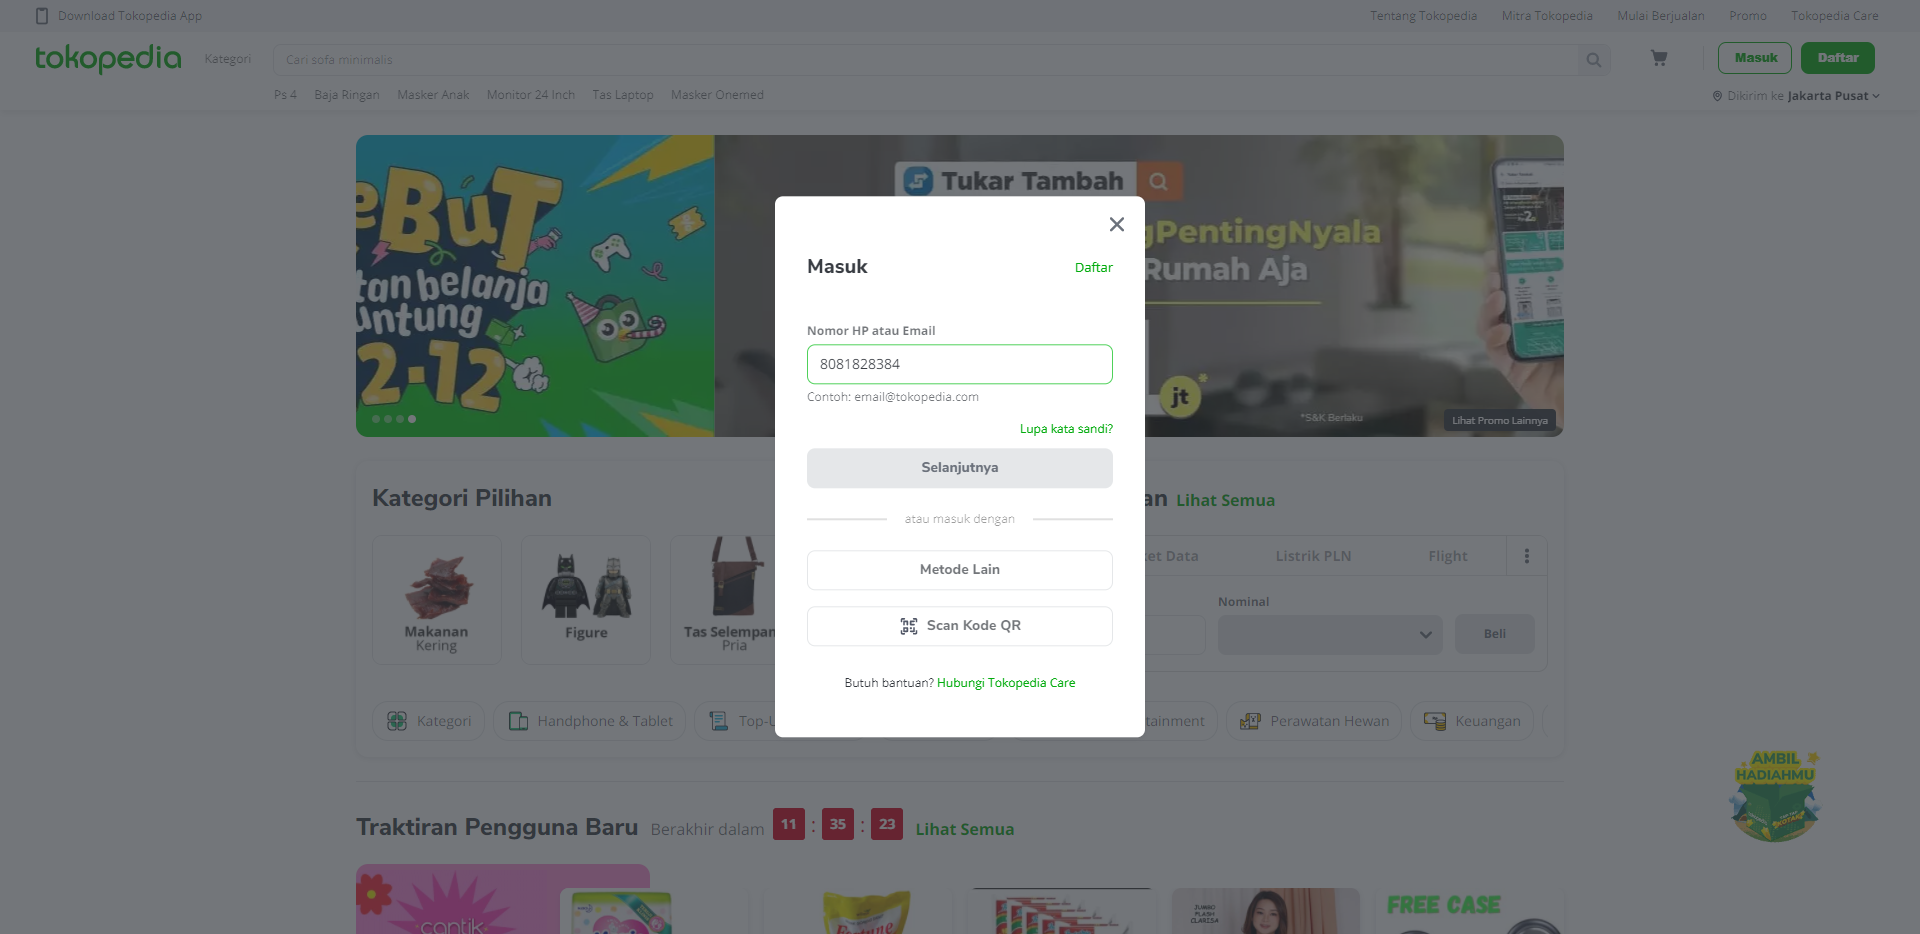 Download Tokopedia App
Tentang Tokopedia
Mitra Tokopedia
Mulai Berjualan
Promo
Tokopedia Care
tokopedia
Kategori
Cari sofa minimalis
Masuk
Daftar
Ps 4
Baja Ringan
Masker Anak
Monitor 24 Inch
Tas Laptop
Masker Onemed
Dikirim ke Jakarta Pusat
eBUT
tan belanja
untung
2-12
Tukar Tambah
gPentingNyala
Rumah Aja
jt
*S&K Berlaku
Lihat Promo Lainnya
Masuk
Daftar
Nomor HP atau Email
8081828384
Contoh: email@tokopedia.com
Lupa kata sandi?
Selanjutnya
atau masuk dengan
Metode Lain
Scan Kode QR
Butuh bantuan? Hubungi Tokopedia Care
Kategori Pilihan
an Lihat Semua
Makanan
Kering
Figure
Tas Selempan
Pria
et Data
Listrik PLN
Flight
Nominal
Beli
Kategori
Handphone & Tablet
Top-U
tainment
Perawatan Hewan
Keuangan
AMBIL
HADIAHMU
Traktiran Pengguna Baru
Berakhir dalam
11 : 35 : 23
Lihat Semua
cantik
Fortune
JUMBO
FLASH
CLARISA
FREE CASE